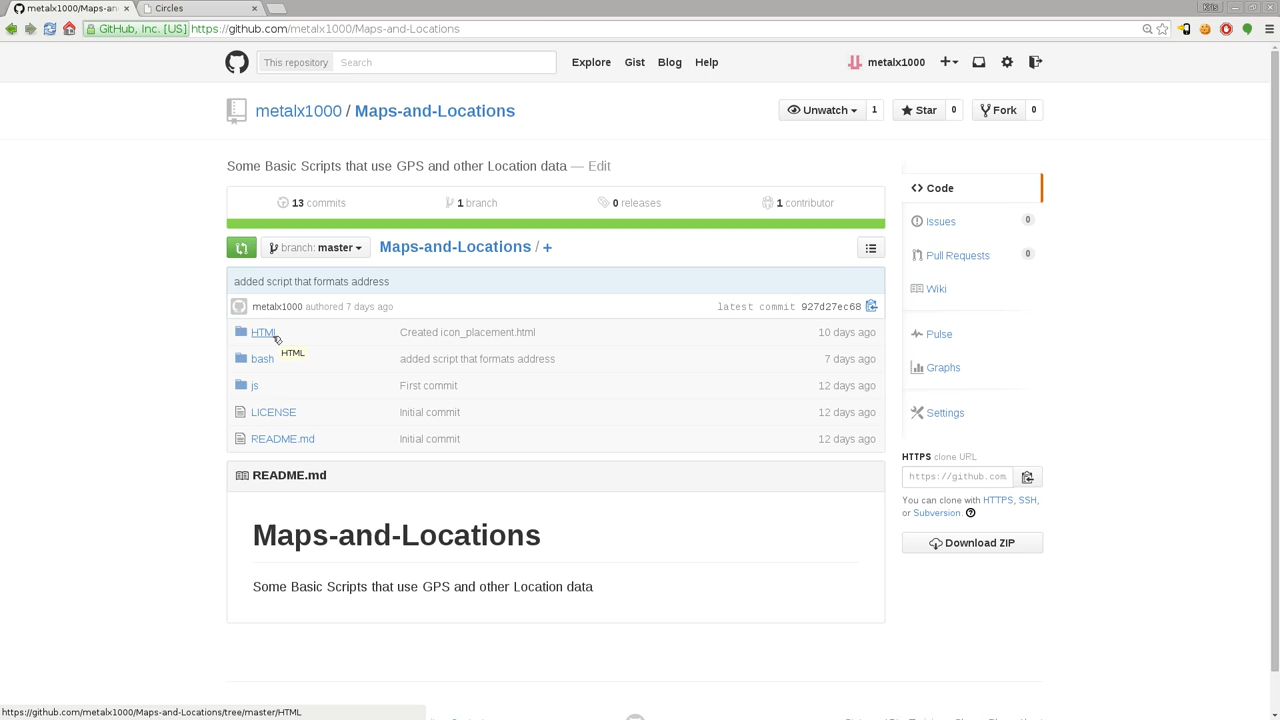 metalx1000/Maps-an
Circles
Kris
GitHub, Inc. [US] https://github.com/metalx1000/Maps-and-Locations
This repository Search Explore Gist Blog Help metalx1000
metalx1000 / Maps-and-Locations Unwatch 1 Star 0 Fork 0
Some Basic Scripts that use GPS and other Location data — Edit
13 commits 1 branch 0 releases 1 contributor
branch: master Maps-and-Locations / +
added script that formats address
metalx1000 authored 7 days ago latest commit 927d27ec68
HTML Created icon_placement.html 10 days ago
HTML
bash added script that formats address 7 days ago
js First commit 12 days ago
LICENSE Initial commit 12 days ago
README.md Initial commit 12 days ago
README.md
Maps-and-Locations
Some Basic Scripts that use GPS and other Location data
Code
Issues 0
Pull Requests 0
Wiki
Pulse
Graphs
Settings
HTTPS clone URL
https://github.com
You can clone with HTTPS, SSH,
or Subversion.
Download ZIP
https://github.com/metalx1000/Maps-and-Locations/tree/master/HTML